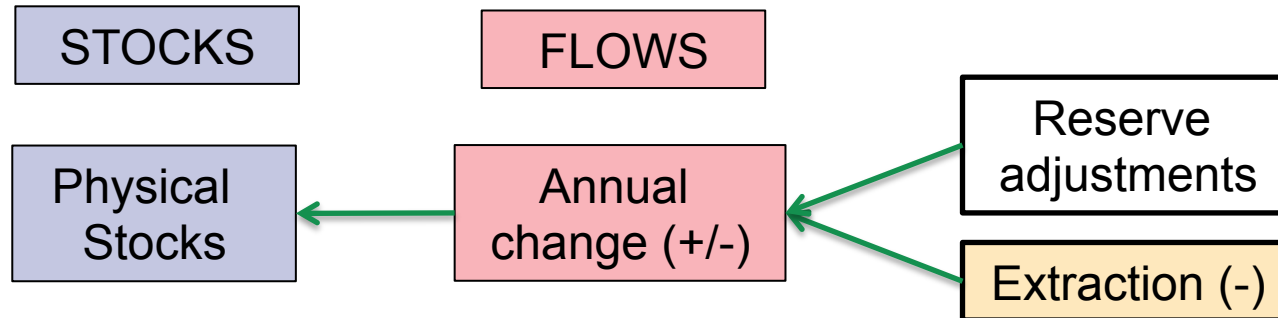 STOCKS
FLOWS
Reserve
adjustments
Physical
Stocks
Annual
change (+/-)
Extraction (-)